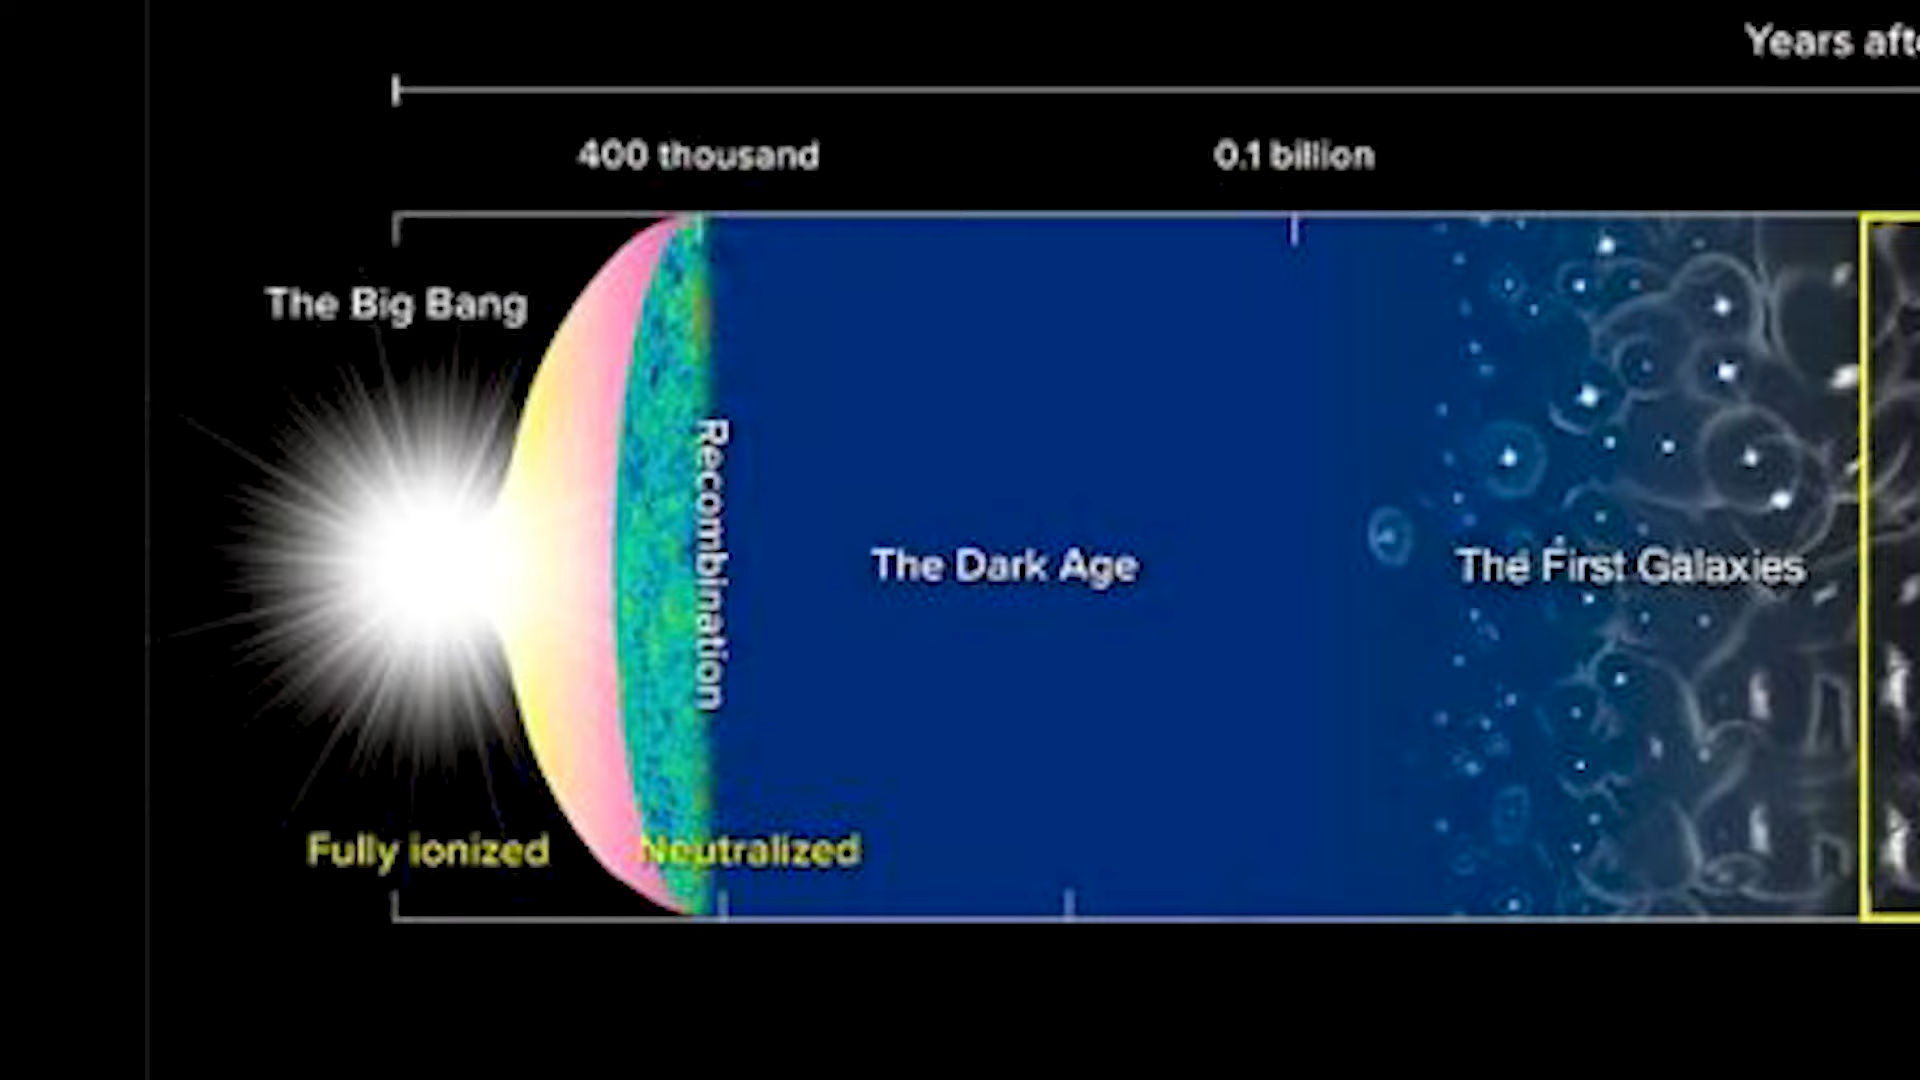 Years
400 thousand
0.1 billion
The Big Bang
Recombination
The Dark Age
The First Galaxies
Fully ionized
Neutralized